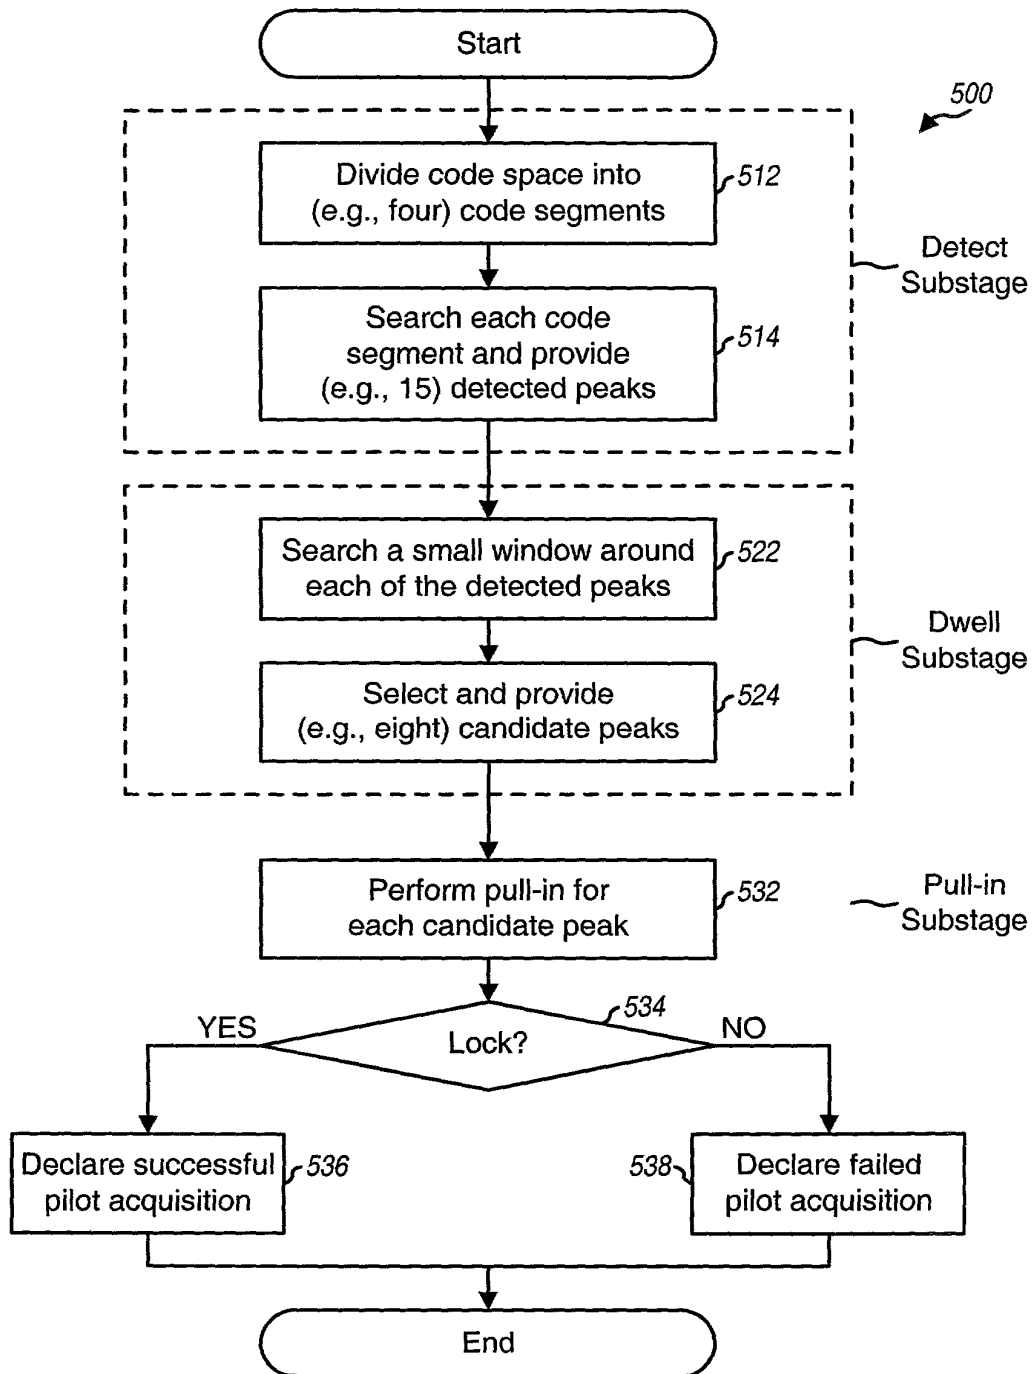 Start
500
Divide code space into
(e.g., four) code segments
512
Detect
Substage
Search each code
segment and provide
(e.g., 15) detected peaks
514
Search a small window around
each of the detected peaks
522
Dwell
Substage
Select and provide
(e.g., eight) candidate peaks
524
Perform pull-in for
each candidate peak
532
Pull-in
Substage
534
YES
Lock?
NO
Declare successful
pilot acquisition
536
538
Declare failed
pilot acquisition
End